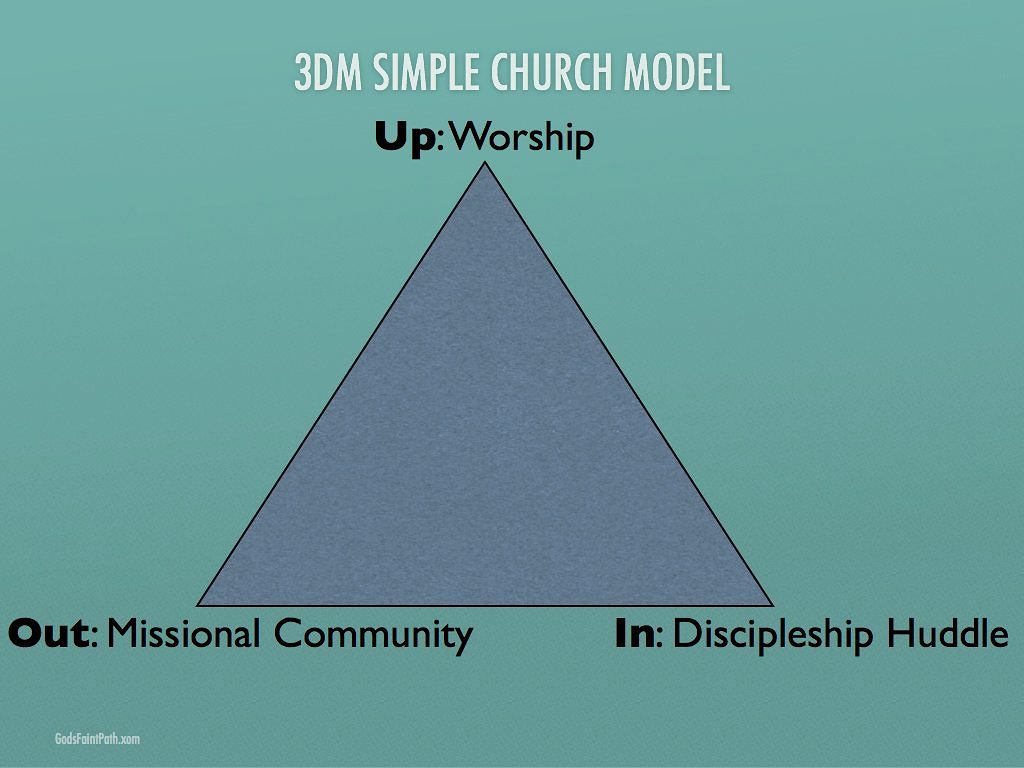 3DM SIMPLE CHURCH MODEL
Up: Worship
Out: Missional Community
In: Discipleship Huddle
GodsFaintPath.xom